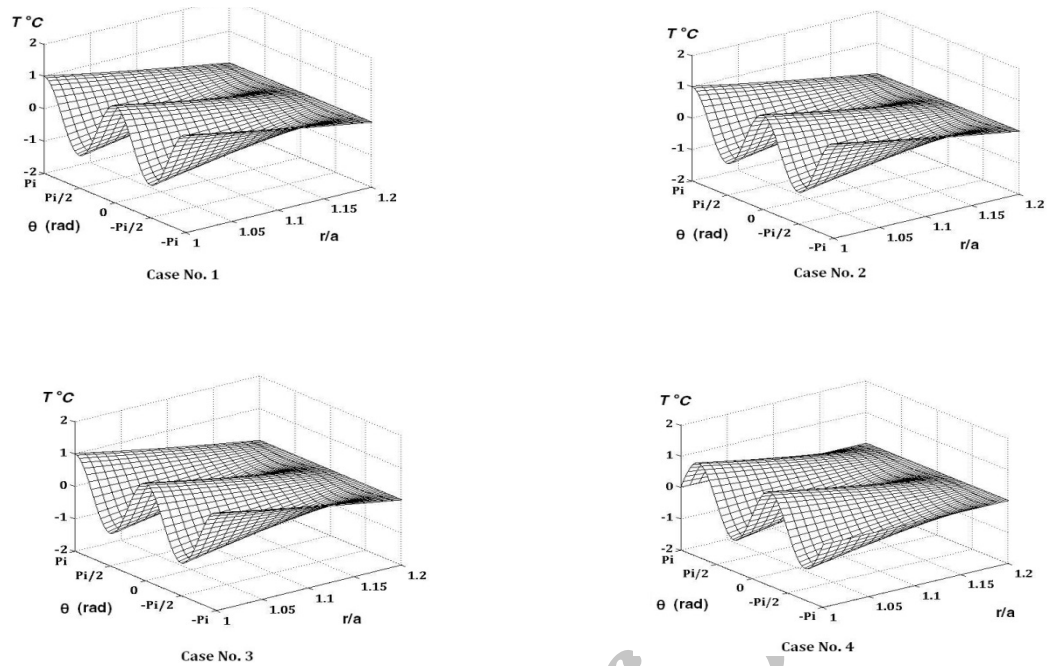 T °C
2
1
0
-1
-2
Pi
Pi/2
0
-Pi/2
-Pi
θ (rad)
1
1.05
1.1
1.15
1.2
r/a
Case No. 1
T °C
2
1
0
-1
-2
Pi
Pi/2
0
-Pi/2
-Pi
θ (rad)
1
1.05
1.1
1.15
1.2
r/a
Case No. 2
T °C
2
1
0
-1
-2
Pi
Pi/2
0
-Pi/2
-Pi
θ (rad)
1
1.05
1.1
1.15
1.2
r/a
Case No. 3
T °C
2
1
0
-1
-2
Pi
Pi/2
0
-Pi/2
-Pi
θ (rad)
1
1.05
1.1
1.15
1.2
r/a
Case No. 4